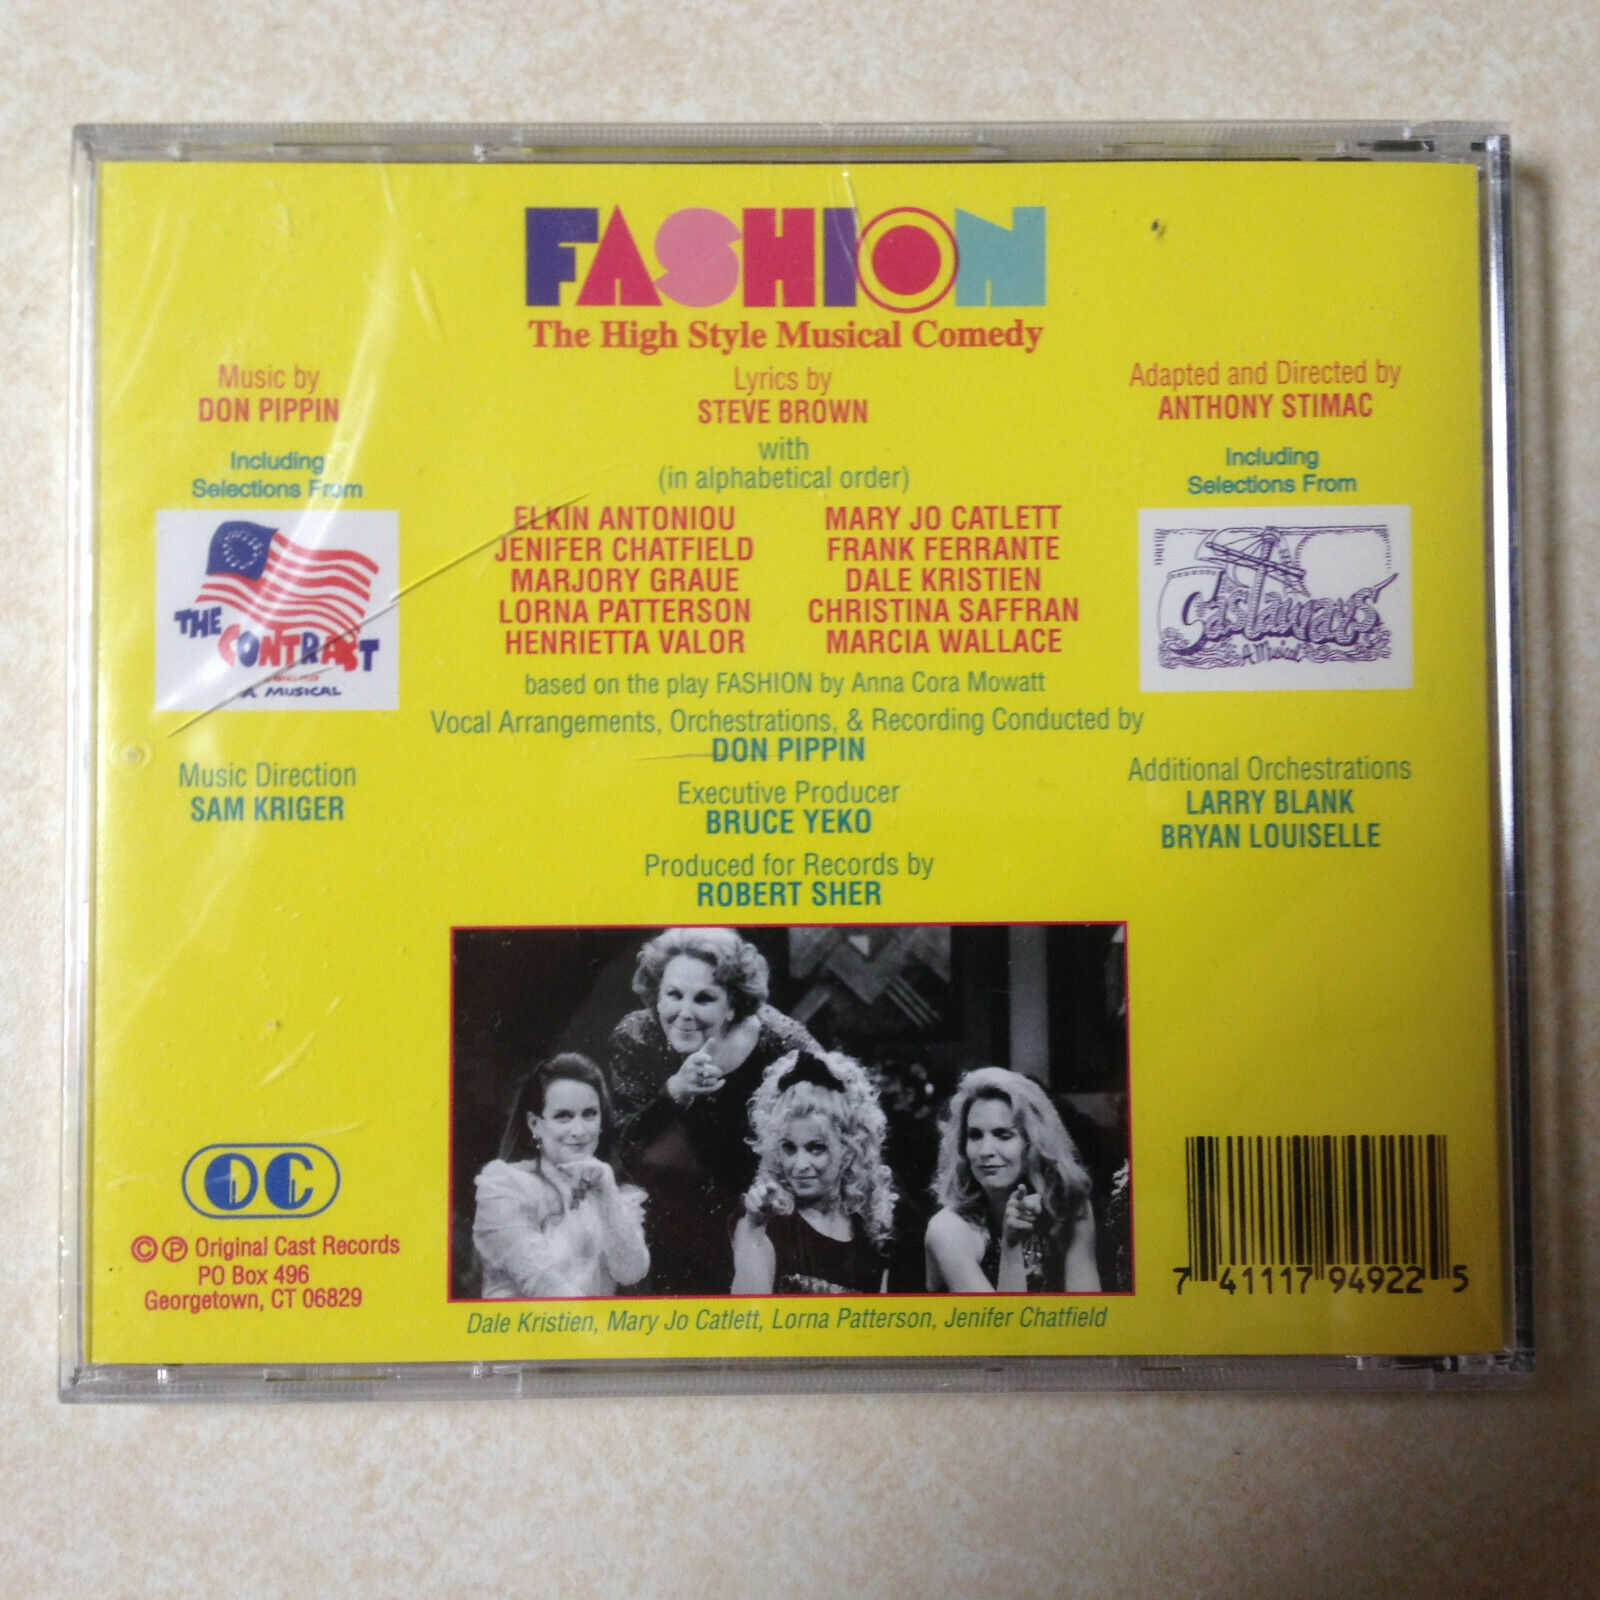 FASHION
The High Style Musical Comedy
Music by
DON PIPPIN
Lyrics by
STEVE BROWN
Adapted and Directed by
ANTHONY STIMAC
Including
Selections From
THE
CONTRAST
A MUSICAL
with
(in alphabetical order)
ELKIN ANTONIOU
JENIFER CHATFIELD
MARJORY GRAUE
LORNA PATTERSON
HENRIETTA VALOR
MARY JO CATLETT
FRANK FERRANTE
DALE KRISTIEN
CHRISTINA SAFFRAN
MARCIA WALLACE
Including
Selections From
Castaways
A Musical
based on the play FASHION by Anna Cora Mowatt
Vocal Arrangements, Orchestrations, & Recording Conducted by
DON PIPPIN
Music Direction
SAM KRIGER
Executive Producer
BRUCE YEKO
Additional Orchestrations
LARRY BLANK
BRYAN LOUISELLE
Produced for Records by
ROBERT SHER
OC
©℗ Original Cast Records
PO Box 496
Georgetown, CT 06829
Dale Kristien, Mary Jo Catlett, Lorna Patterson, Jenifer Chatfield
7 41117 94922 5